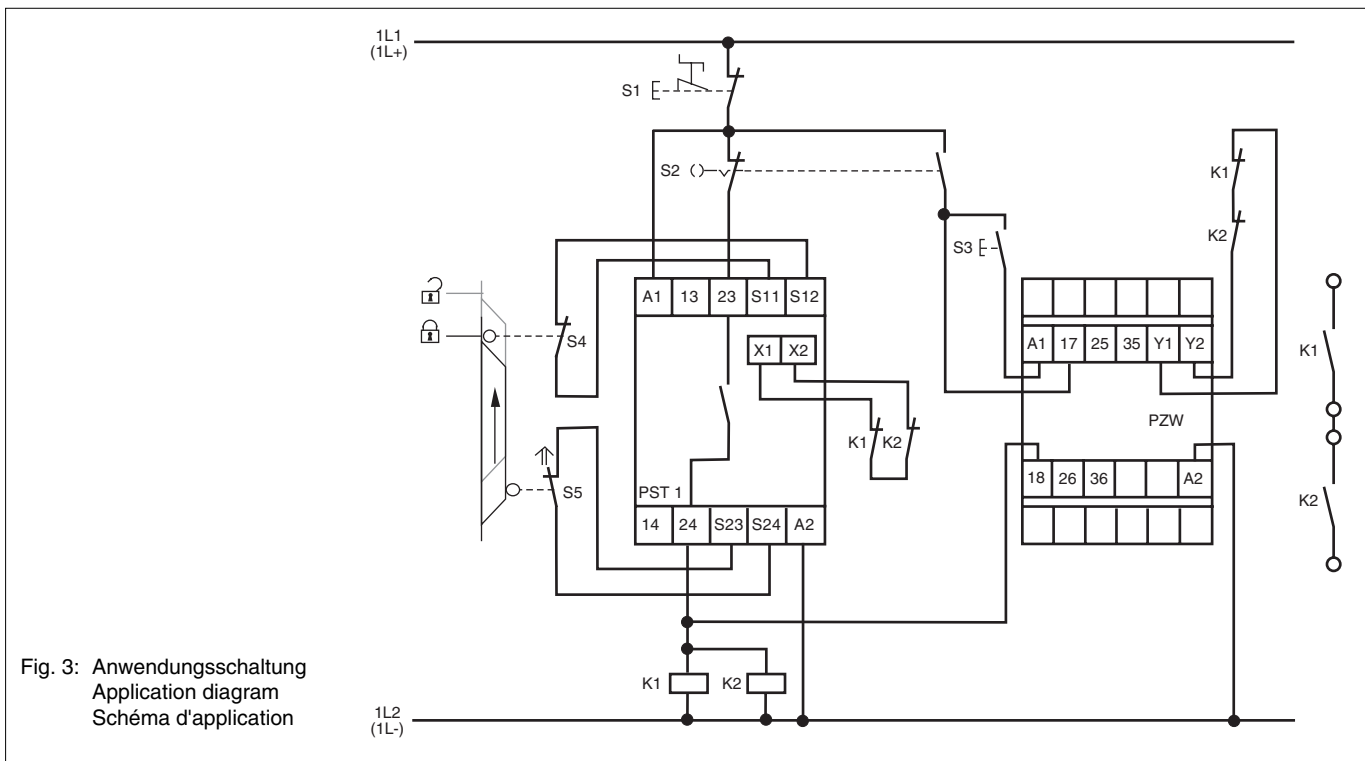 1L1
(1L+)
S1
S2
K1
K2
S3
A1 13 23 S11 S12
S4
X1 X2
A1 17 25 35 Y1 Y2
K1
K1 K2
PZW
S5
PST 1
18 26 36 A2
K2
14 24 S23 S24 A2
Fig. 3: Anwendungsschaltung
Application diagram
Schéma d'application
K1 K2
1L2
(1L-)